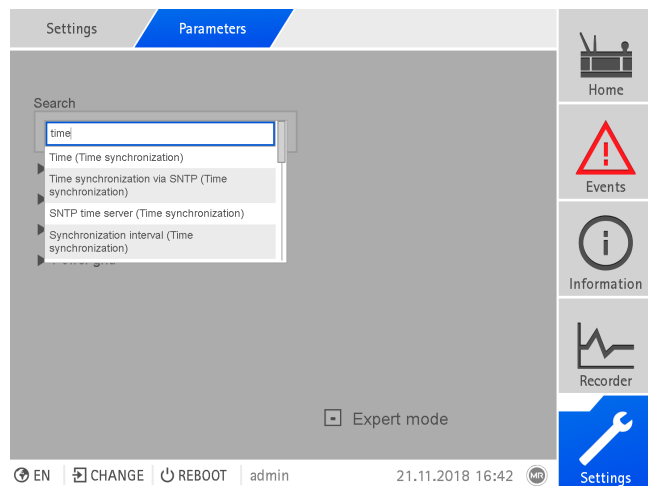 Settings
Parameters
Search
time
Time (Time synchronization)
Time synchronization via SNTP (Time
synchronization)
SNTP time server (Time synchronization)
Synchronization interval (Time
synchronization)
Expert mode
Home
Events
Information
Recorder
Settings
EN
CHANGE
REBOOT
admin
21.11.2018 16:42
MR